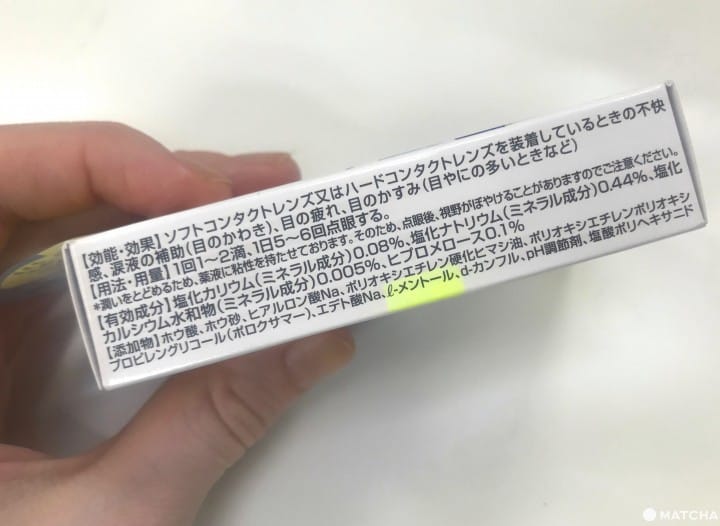 【効能・効果】ソフトコンタクトレンズ又はハードコンタクトレンズを装着しているときの不快
感、涙液の補助(目のかわき)、目の疲れ、目のかすみ(目やにの多いときなど)
【用法・用量】1回1〜2滴、1日5〜6回点眼する。
*潤いをとどめるため、薬液に粘性を持たせております。そのため、点眼後、視野がぼやけることがありますのでご注意ください。
【有効成分】塩化カリウム(ミネラル成分)0.08%、塩化ナトリウム(ミネラル成分)0.44%、塩化
カルシウム水和物(ミネラル成分)0.005%、ヒプロメロース0.1%
【添加物】ホウ酸、ホウ砂、ヒアルロン酸Na、ポリオキシエチレン硬化ヒマシ油、ポリオキシエチレンポリオキシ
プロピレングリコール(ポロクサマー)、エデト酸Na、ℓ-メントール、d-カンフル、pH調節剤、塩酸ポリヘキサニド
MATCHA